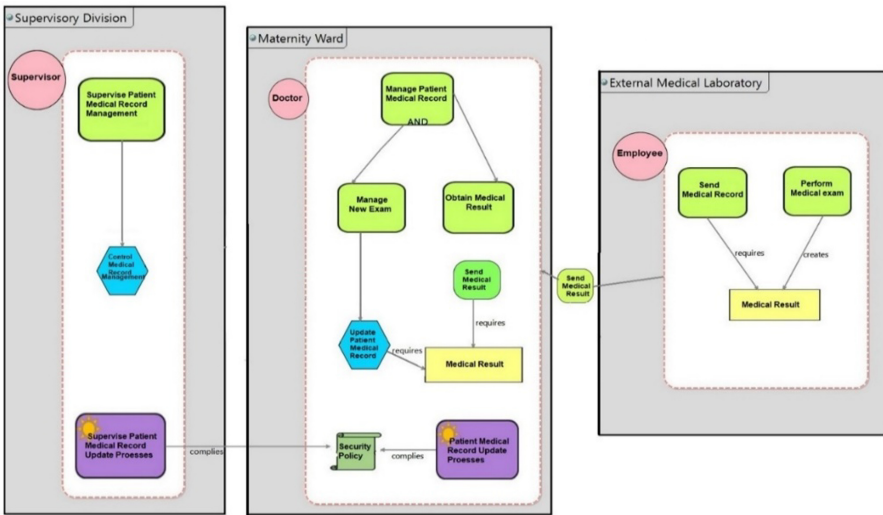 Supervisory Division
Supervisor
Supervise Patient
Medical Record
Management
Control
Medical
Record
Management
Supervise Patient
Medical Record
Update Proesses
complies
Maternity Ward
Doctor
Manage Patient
Medical Record
AND
Manage
New Exam
Obtain Medical
Result
Send
Medical
Result
requires
Update
Patient
Medical
Record
requires
Medical Result
Security
Policy
complies
Patient Medical
Record Update
Proesses
Send
Medical
Result
External Medical Laboratory
Employee
Send
Medical Record
Perform
Medical exam
requires
creates
Medical Result